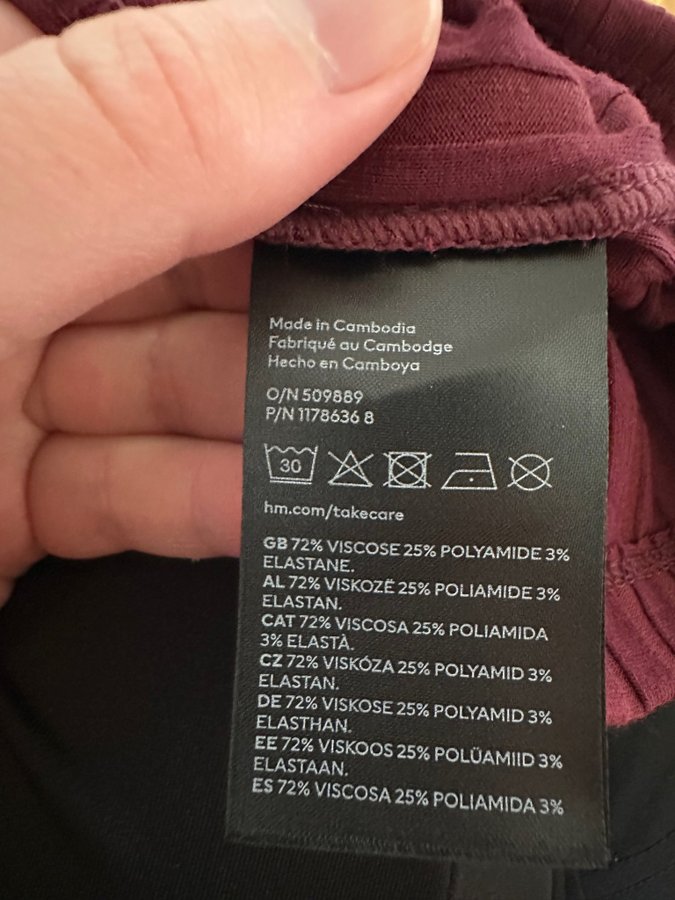 Made in Cambodia
Fabriqué au Cambodge
Hecho en Camboya
O/N 509889
P/N 1178636 8
30
hm.com/takecare
GB 72% VISCOSE 25% POLYAMIDE 3%
ELASTANE.
AL 72% VISKOZË 25% POLIAMIDE 3%
ELASTAN.
CAT 72% VISCOSA 25% POLIAMIDA
3% ELASTÀ.
CZ 72% VISKÓZA 25% POLYAMID 3%
ELASTAN.
DE 72% VISKOSE 25% POLYAMID 3%
ELASTHAN.
EE 72% VISKOOS 25% POLÜAMIID 3%
ELASTAAN.
ES 72% VISCOSA 25% POLIAMIDA 3%